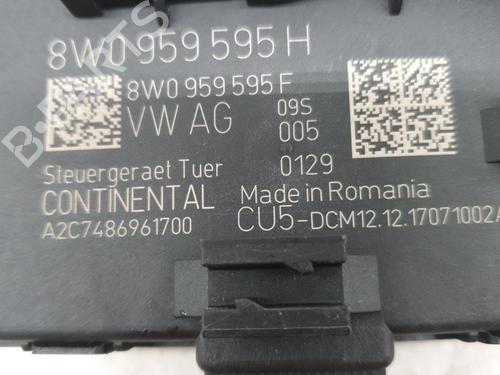 8W0 959 595 H
8W0 959 595 F
VW AG
09S
005
Steuergeraet Tuer 0129
CONTINENTAL Made in Romania
A2C7486961700 CU5-DCM12.12.17071002A
B-PARTS